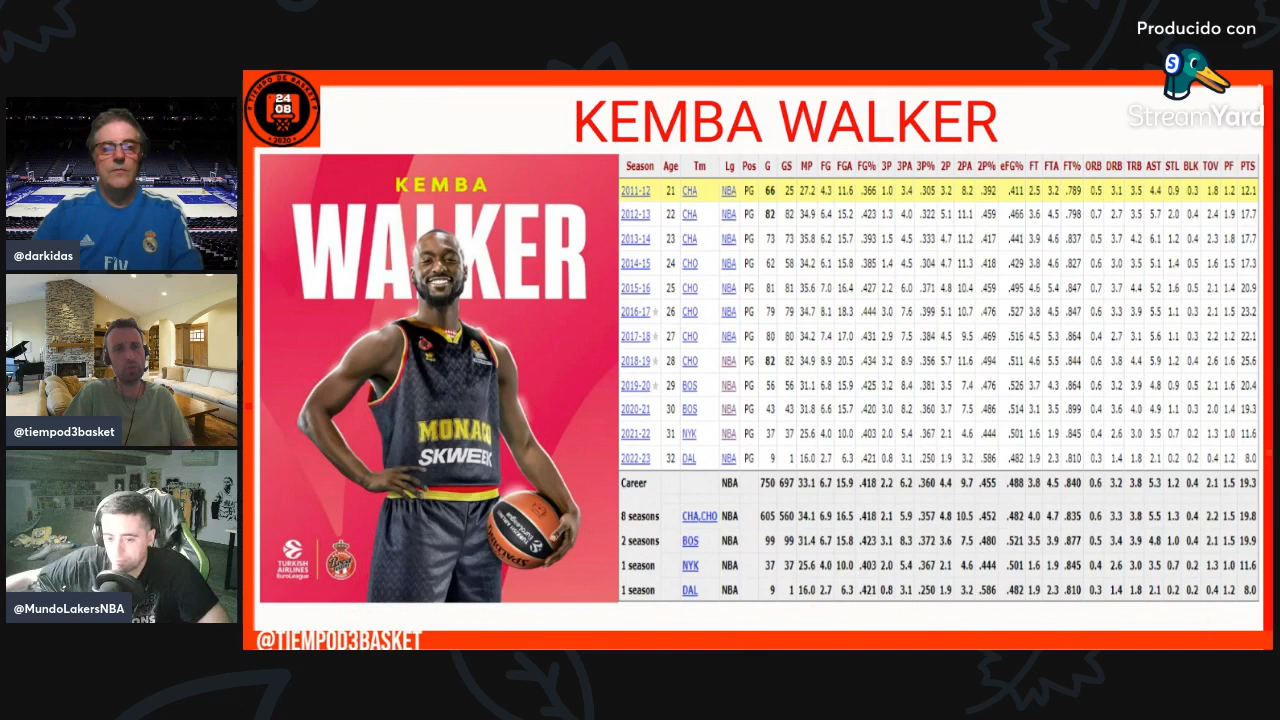 Producido con
S
StreamYard
TIEMPO DE BASKET
24
08
KEMBA WALKER
KEMBA
WALKER
MONACO
SKWEEK
TURKISH
AIRLINES
EuroLeague
SPALDING
@darkidas
@tiempod3basket
@MundoLakersNBA
Season Age Tm Lg Pos G GS MP FG FGA FG% 3P 3PA 3P% 2P 2PA 2P% eFG% FT FTA FT% ORB DRB TRB AST STL BLK TOV PF PTS
2011-12 21 CHA NBA PG 66 25 27.2 4.3 11.6 .366 1.0 3.4 .305 3.2 8.2 .392 .411 2.5 3.2 .789 0.5 3.1 3.5 4.4 0.9 0.3 1.8 1.2 12.1
2012-13 22 CHA NBA PG 82 82 34.9 6.4 15.2 .423 1.3 4.0 .322 5.1 11.1 .459 .466 3.6 4.5 .798 0.7 2.7 3.5 5.7 2.0 0.4 2.4 1.9 17.7
2013-14 23 CHA NBA PG 73 73 35.8 6.2 15.7 .393 1.5 4.5 .333 4.7 11.2 .417 .441 3.9 4.6 .837 0.5 3.7 4.2 6.1 1.2 0.4 2.3 1.8 17.7
2014-15 24 CHO NBA PG 62 58 34.2 6.1 15.8 .385 1.4 4.5 .304 4.7 11.3 .418 .429 3.8 4.6 .827 0.6 3.0 3.5 5.1 1.4 0.5 1.6 1.5 17.3
2015-16 25 CHO NBA PG 81 81 35.6 7.0 16.4 .427 2.2 6.0 .371 4.8 10.4 .459 .495 4.6 5.4 .847 0.7 3.7 4.4 5.2 1.6 0.5 2.1 1.4 20.9
2016-17 26 CHO NBA PG 79 79 34.7 8.1 18.3 .444 3.0 7.6 .399 5.1 10.7 .476 .527 3.8 4.5 .847 0.6 3.3 3.9 5.5 1.1 0.3 2.1 1.5 23.2
2017-18 27 CHO NBA PG 80 80 34.2 7.4 17.0 .431 2.9 7.5 .384 4.5 9.5 .469 .516 4.5 5.3 .864 0.4 2.7 3.1 5.6 1.1 0.3 2.2 1.2 22.1
2018-19 28 CHO NBA PG 82 82 34.9 8.9 20.5 .434 3.2 8.9 .356 5.7 11.6 .494 .511 4.6 5.5 .844 0.6 3.8 4.4 5.9 1.2 0.4 2.6 1.6 25.6
2019-20 29 BOS NBA PG 56 56 31.1 6.8 15.9 .425 3.2 8.4 .381 3.5 7.4 .476 .526 3.7 4.2 .864 0.6 3.2 3.9 4.8 0.9 0.5 2.1 1.6 20.4
2020-21 30 BOS NBA PG 43 43 31.8 6.6 15.7 .420 3.0 8.2 .360 3.7 7.5 .486 .514 3.1 3.5 .899 0.4 3.6 4.0 4.9 1.1 0.3 2.0 1.4 19.3
2021-22 31 NYK NBA PG 37 37 25.6 4.0 10.0 .403 2.0 5.4 .367 2.1 4.6 .444 .501 1.6 1.9 .845 0.4 2.6 3.0 3.5 0.7 0.2 1.3 1.0 11.6
2022-23 32 DAL NBA PG 9 1 16.0 2.7 6.3 .421 0.8 3.1 .250 1.9 3.2 .586 .482 1.9 2.3 .810 0.3 1.4 1.8 2.1 0.2 0.2 0.4 1.2 8.0
Career NBA 750 697 33.1 6.7 15.9 .418 2.2 6.2 .360 4.4 9.7 .455 .488 3.8 4.5 .840 0.6 3.2 3.8 5.3 1.2 0.4 2.1 1.5 19.3
8 seasons CHA,CHO NBA 605 560 34.1 6.9 16.5 .418 2.1 5.9 .357 4.8 10.5 .452 .482 4.0 4.7 .835 0.6 3.3 3.8 5.5 1.3 0.4 2.1 1.5 19.8
2 seasons BOS NBA 99 99 31.4 6.7 15.8 .423 3.1 8.3 .372 3.6 7.5 .480 .521 3.5 3.9 .877 0.5 3.4 3.9 4.8 1.0 0.4 2.1 1.5 19.9
1 season NYK NBA 37 37 25.6 4.0 10.0 .403 2.0 5.4 .367 2.1 4.6 .444 .501 1.6 1.9 .845 0.4 2.6 3.0 3.5 0.7 0.2 1.3 1.0 11.6
1 season DAL NBA 9 1 16.0 2.7 6.3 .421 0.8 3.1 .250 1.9 3.2 .586 .482 1.9 2.3 .810 0.3 1.4 1.8 2.1 0.2 0.2 0.4 1.2 8.0
@TIEMPOD3BASKET